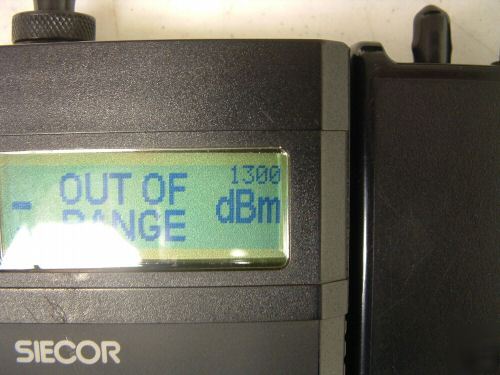 1300
- OUT OF
RANGE dBm
SIECOR